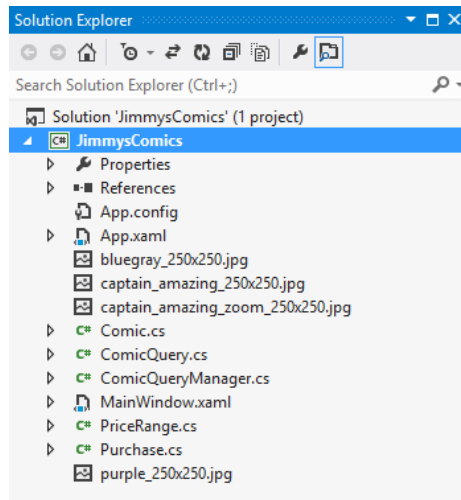 Solution Explorer
Search Solution Explorer (Ctrl+;)
Solution 'JimmysComics' (1 project)
C# JimmysComics
Properties
References
App.config
App.xaml
bluegray_250x250.jpg
captain_amazing_250x250.jpg
captain_amazing_zoom_250x250.jpg
C# Comic.cs
C# ComicQuery.cs
C# ComicQueryManager.cs
MainWindow.xaml
C# PriceRange.cs
C# Purchase.cs
purple_250x250.jpg